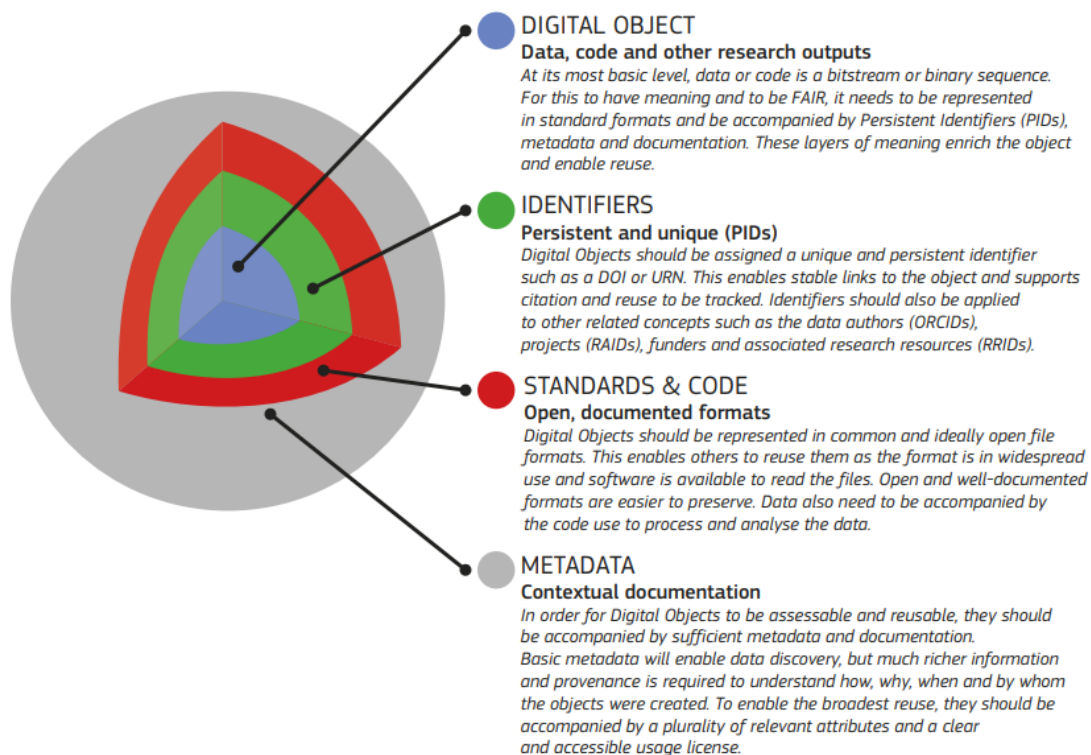 DIGITAL OBJECT
Data, code and other research outputs
At its most basic level, data or code is a bitstream or binary sequence.
For this to have meaning and to be FAIR, it needs to be represented
in standard formats and be accompanied by Persistent Identifiers (PIDs),
metadata and documentation. These layers of meaning enrich the object
and enable reuse.
IDENTIFIERS
Persistent and unique (PIDs)
Digital Objects should be assigned a unique and persistent identifier
such as a DOI or URN. This enables stable links to the object and supports
citation and reuse to be tracked. Identifiers should also be applied
to other related concepts such as the data authors (ORCIDs),
projects (RAIDs), funders and associated research resources (RRIDs).
STANDARDS & CODE
Open, documented formats
Digital Objects should be represented in common and ideally open file
formats. This enables others to reuse them as the format is in widespread
use and software is available to read the files. Open and well-documented
formats are easier to preserve. Data also need to be accompanied by
the code use to process and analyse the data.
METADATA
Contextual documentation
In order for Digital Objects to be assessable and reusable, they should
be accompanied by sufficient metadata and documentation.
Basic metadata will enable data discovery, but much richer information
and provenance is required to understand how, why, when and by whom
the objects were created. To enable the broadest reuse, they should be
accompanied by a plurality of relevant attributes and a clear
and accessible usage license.